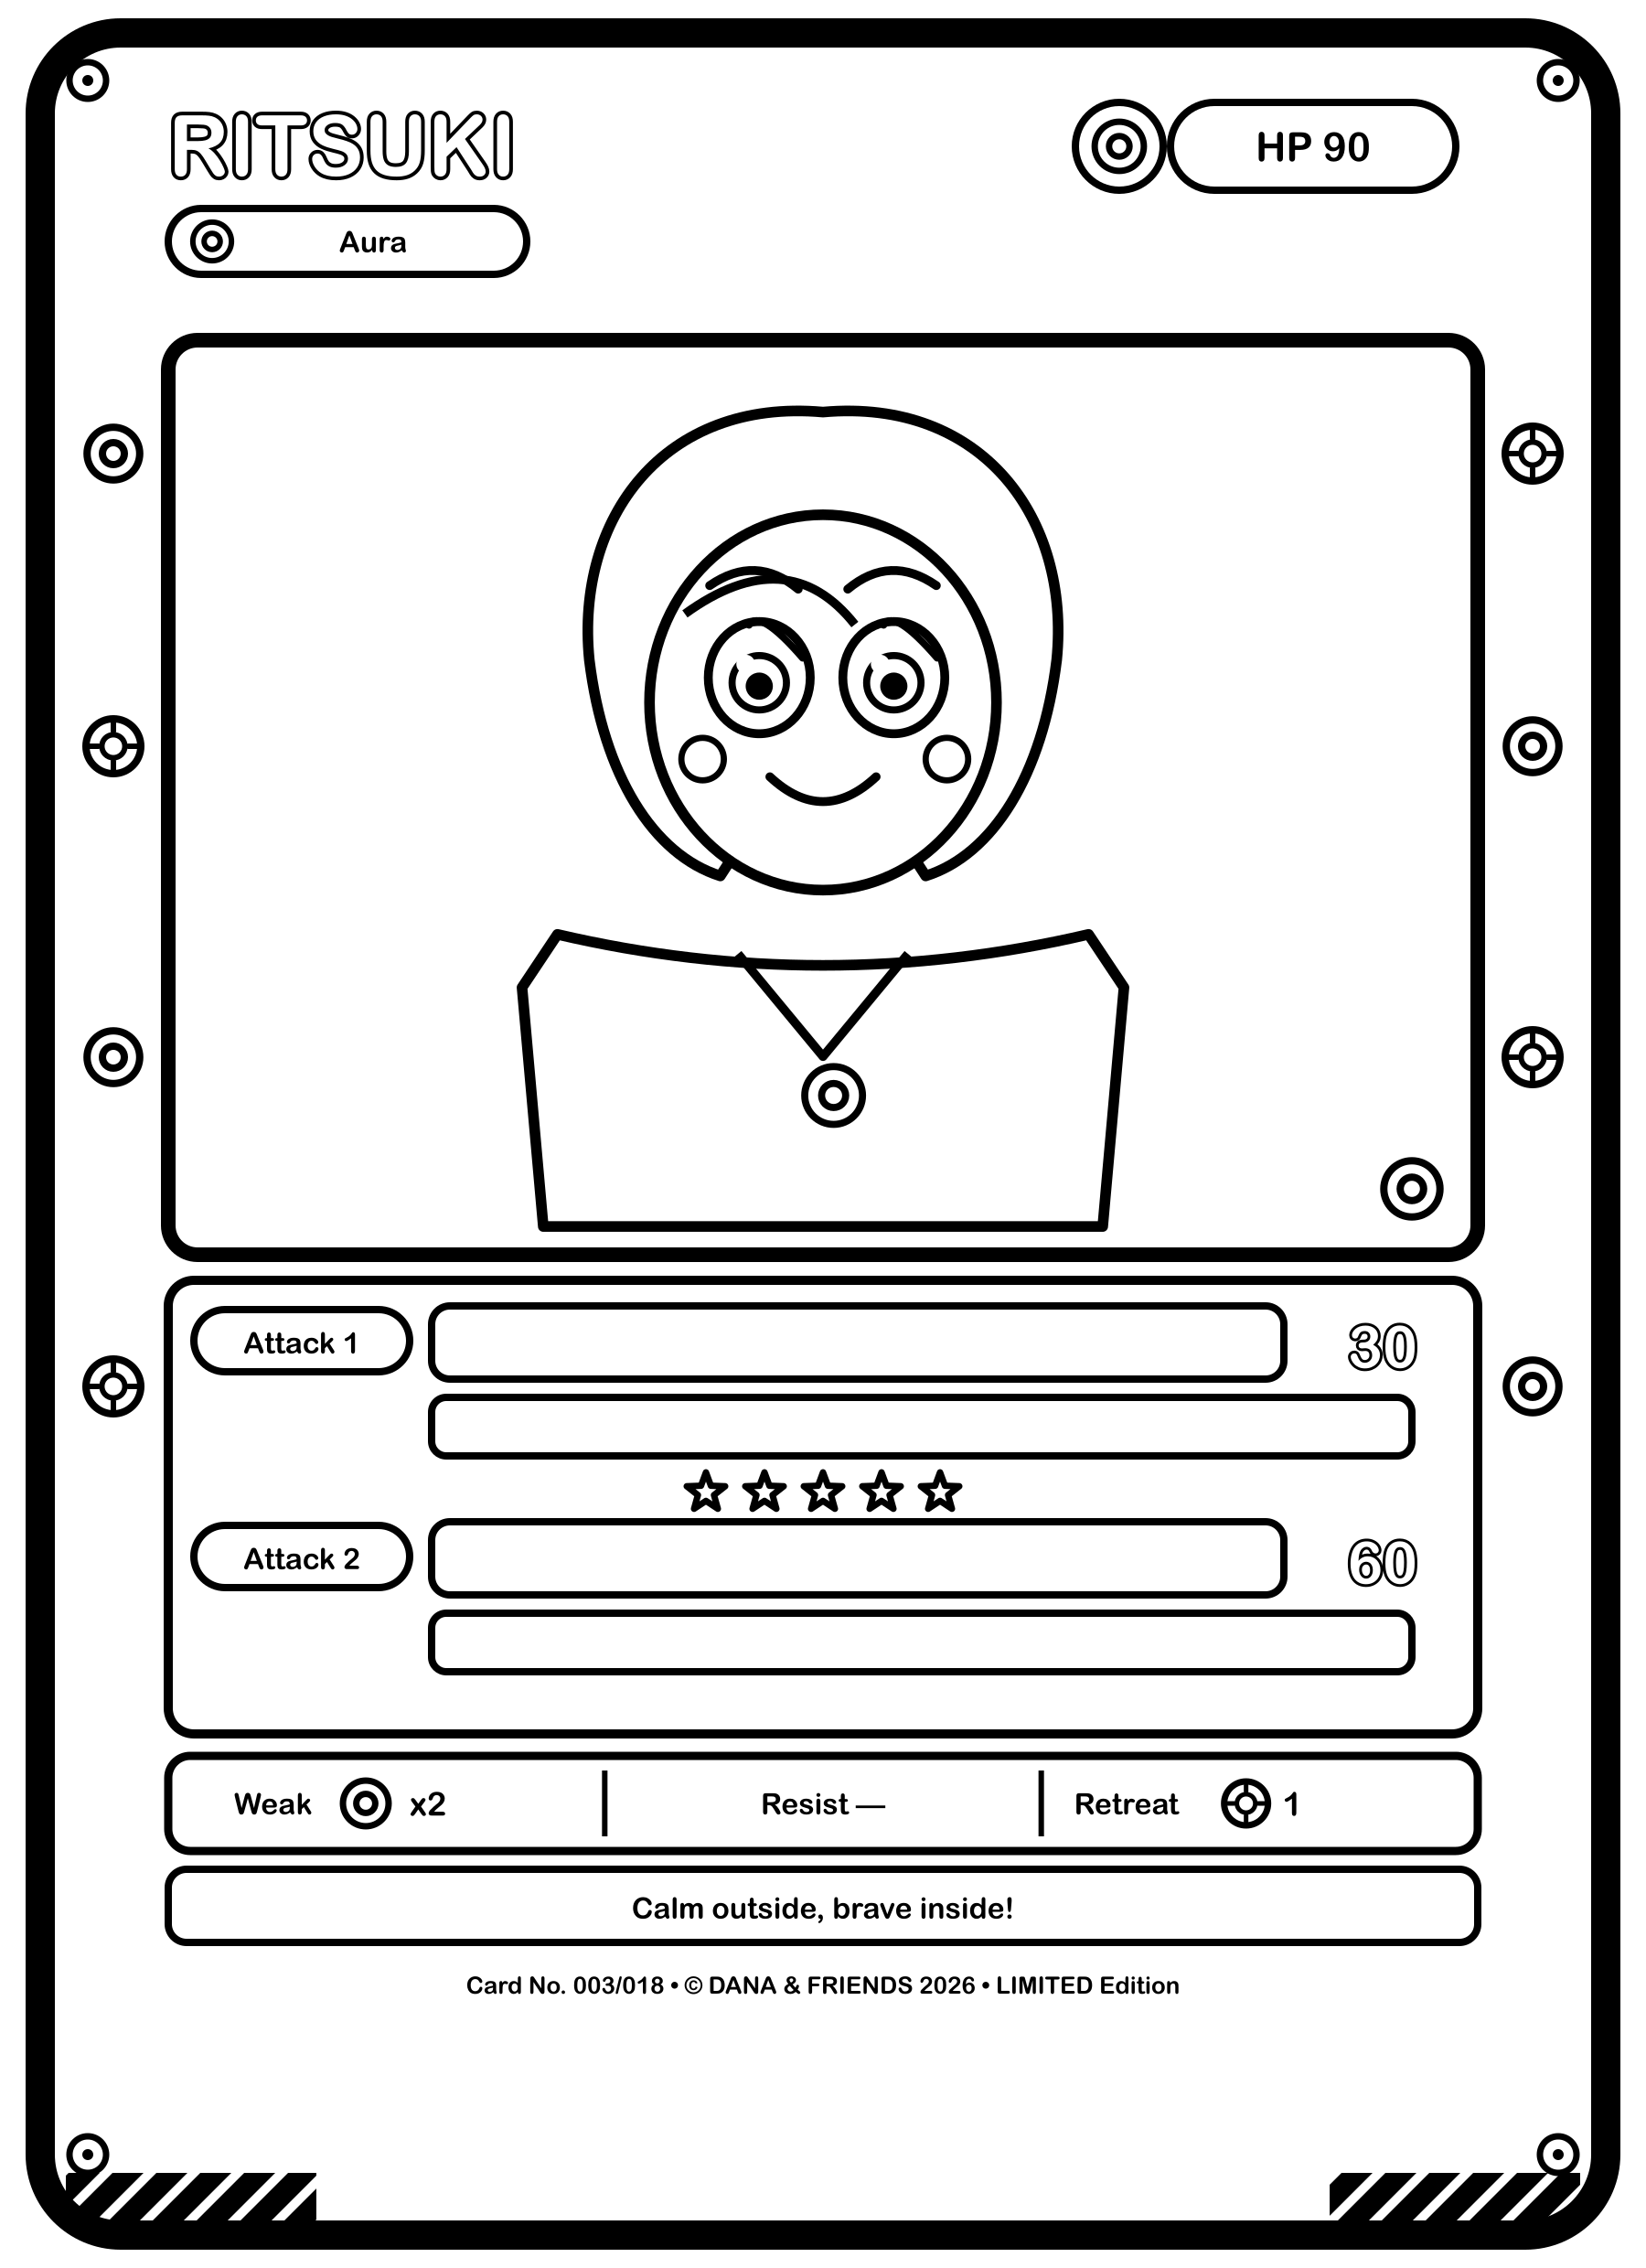 RITSUKI
HP 90
Aura
Attack 1
30
Attack 2
60
Weak x2
Resist —
Retreat 1
Calm outside, brave inside!
Card No. 003/018 • © DANA & FRIENDS 2026 • LIMITED Edition